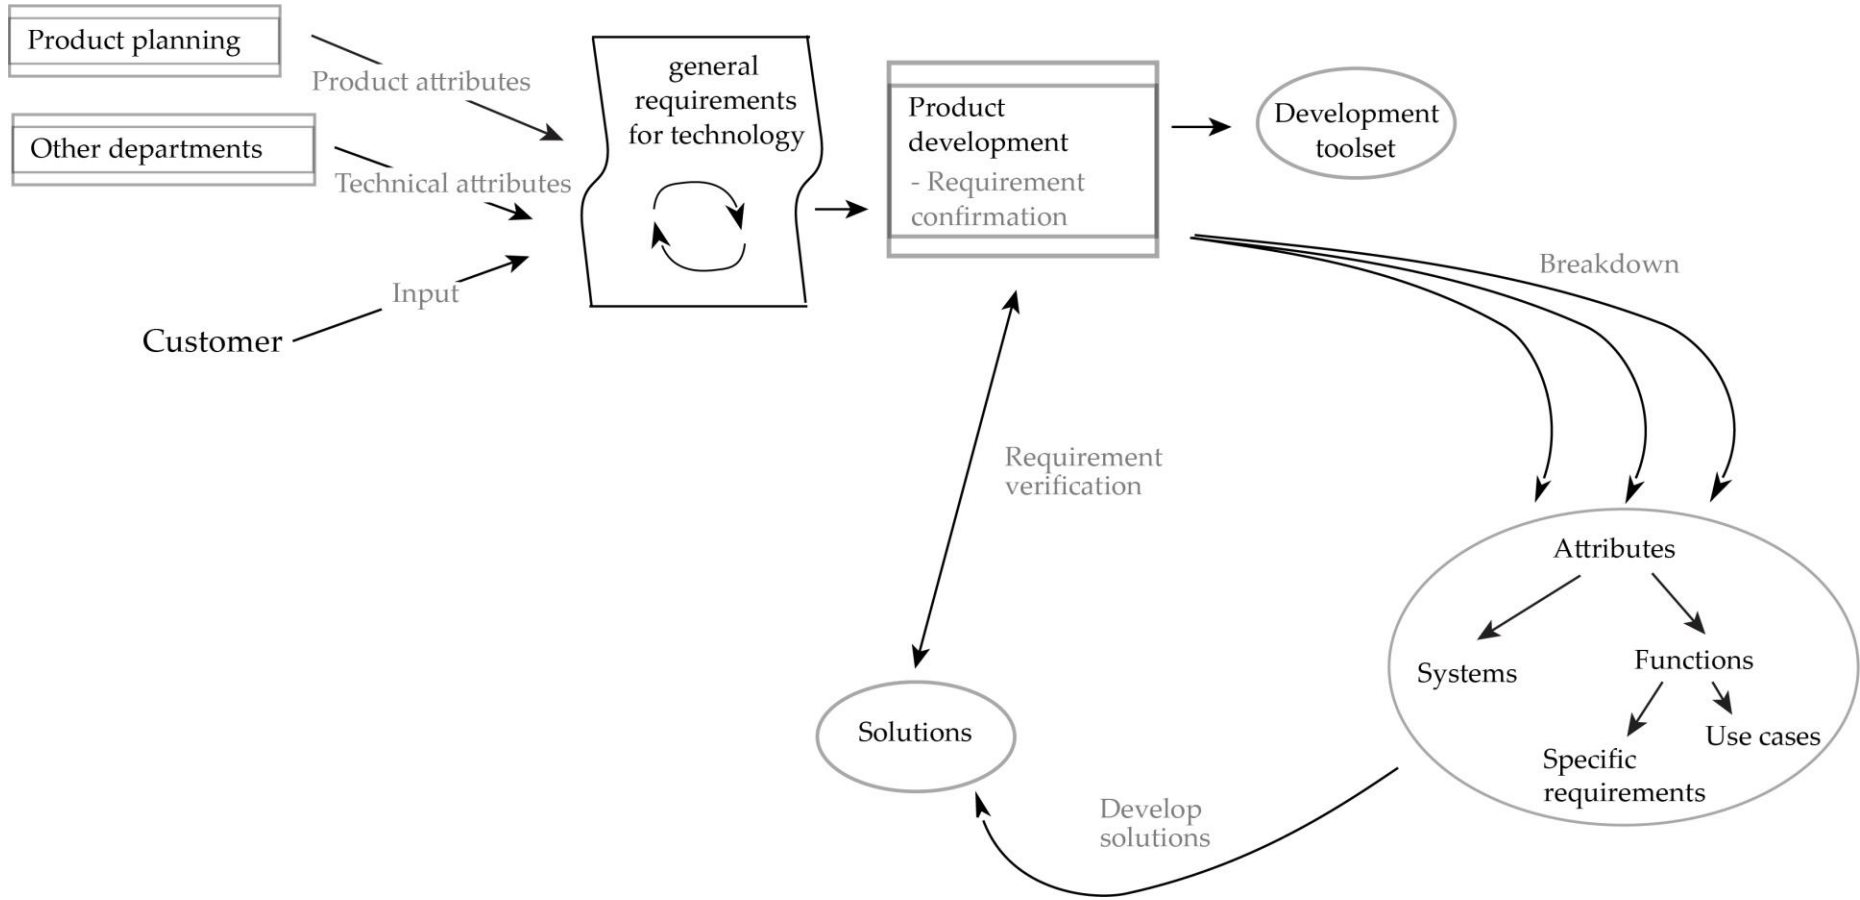 Product planning
Product attributes
Other departments
Technical attributes
Input
Customer
general
requirements
for technology
Product
development
- Requirement
confirmation
Development
toolset
Breakdown
Requirement
verification
Attributes
Systems
Functions
Specific
requirements
Use cases
Solutions
Develop
solutions